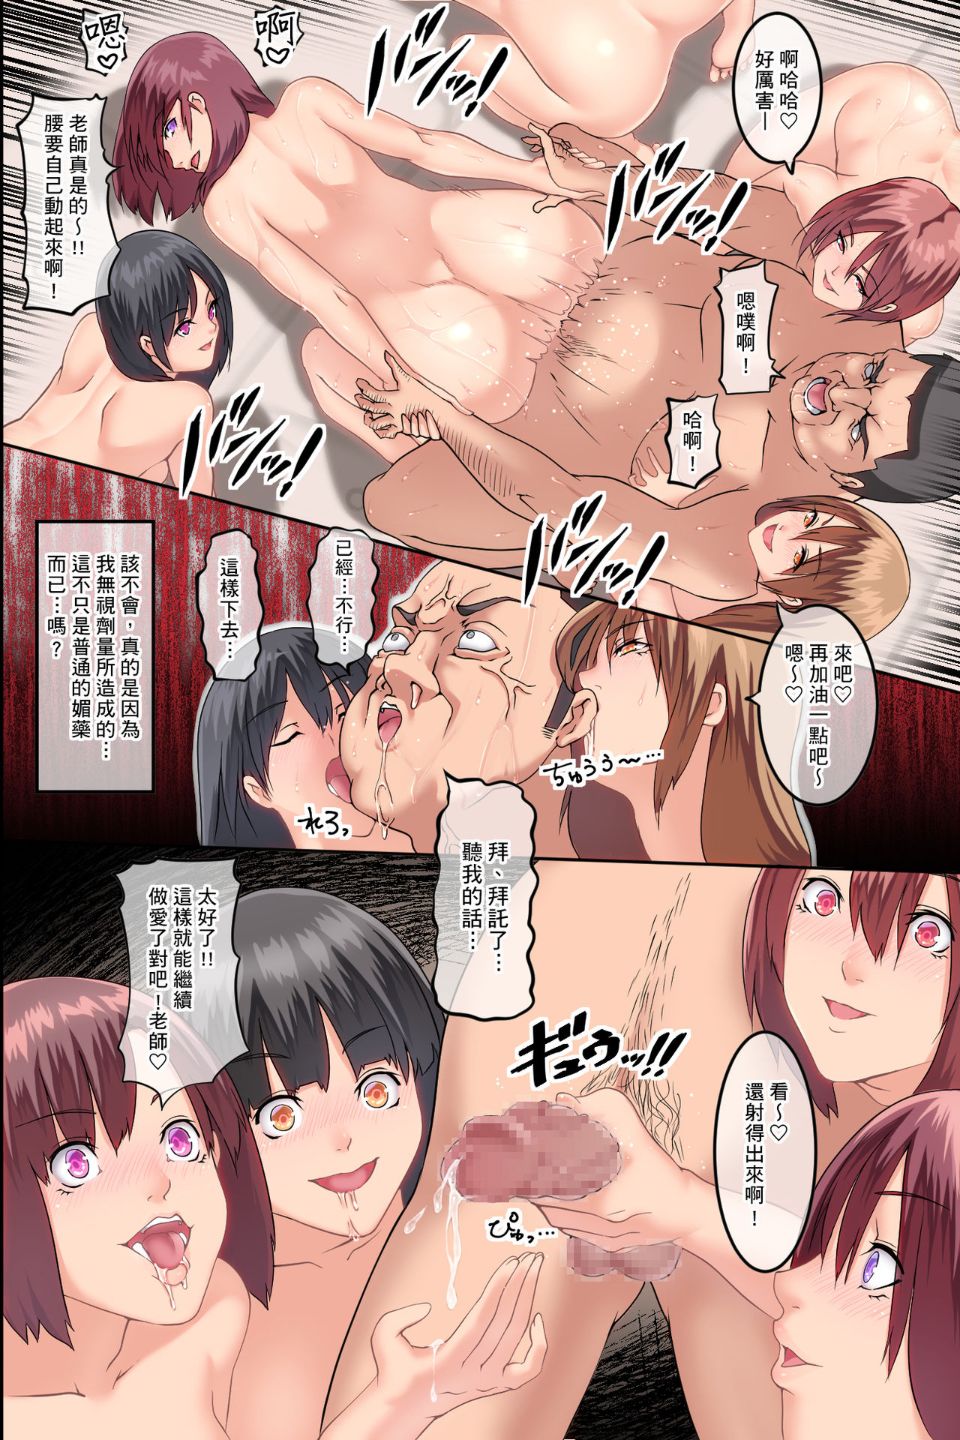 啊哈哈♡
好厲害—
啊♡
嗯♡
バンッ!
バンッ!
バンッ!
バンッ!
老師真是的～!!
腰要自己動起來啊！
嗯噗啊！
哈啊！
來吧♡
再加油一點吧～
嗯～♡
已經…不行…
這樣下去…
ちゅうぅ～…
れろっ
該不會，真的是因為
我無視劑量所造成的…
這不只是普通的媚藥
而已…嗎？
拜、拜託了…
聽我的話…
看～♡
還射得出來啊！
ギュウッ!!
ぴゅっ…
太好了!!
這樣就能繼續
做愛了對吧！老師♡